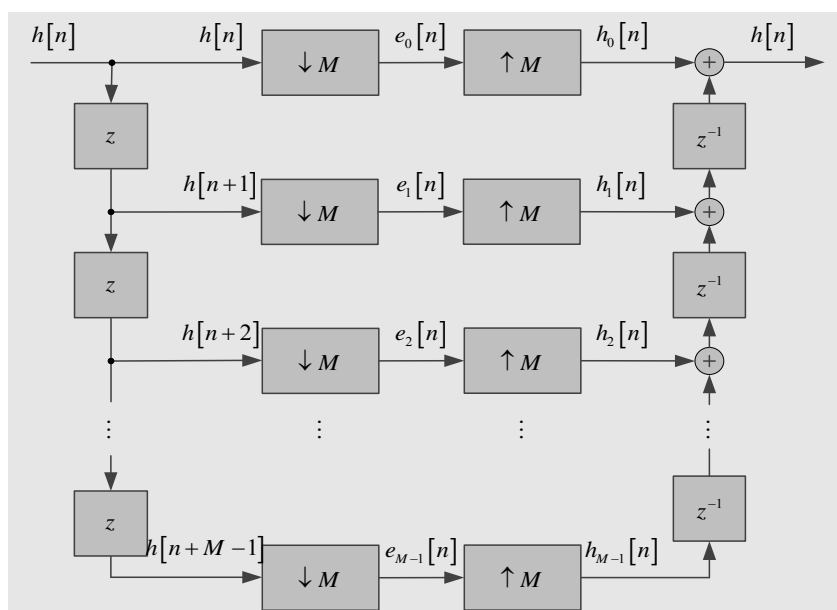 h[n] h[n] ↓M e₀[n] ↑M h₀[n] + h[n]
z z⁻¹
h[n+1] ↓M e₁[n] ↑M h₁[n] +
z z⁻¹
h[n+2] ↓M e₂[n] ↑M h₂[n] +
⋮ ⋮ ⋮ ⋮
z z⁻¹
h[n+M−1] ↓M e_{M−1}[n] ↑M h_{M−1}[n]